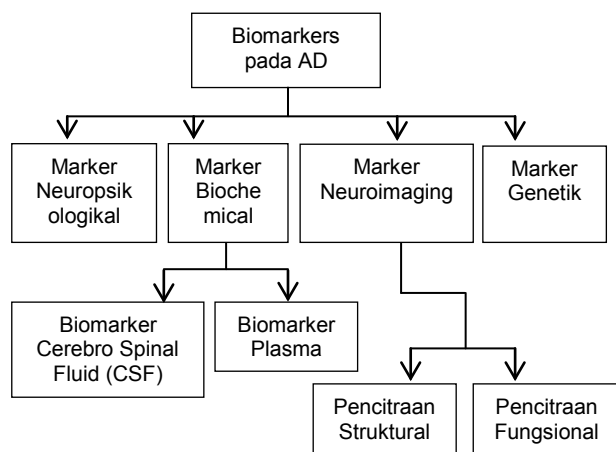 Biomarkers
pada AD
Marker
Neuropsik
ologikal
Marker
Bioche
mical
Marker
Neuroimaging
Marker
Genetik
Biomarker
Cerebro Spinal
Fluid (CSF)
Biomarker
Plasma
Pencitraan
Struktural
Pencitraan
Fungsional